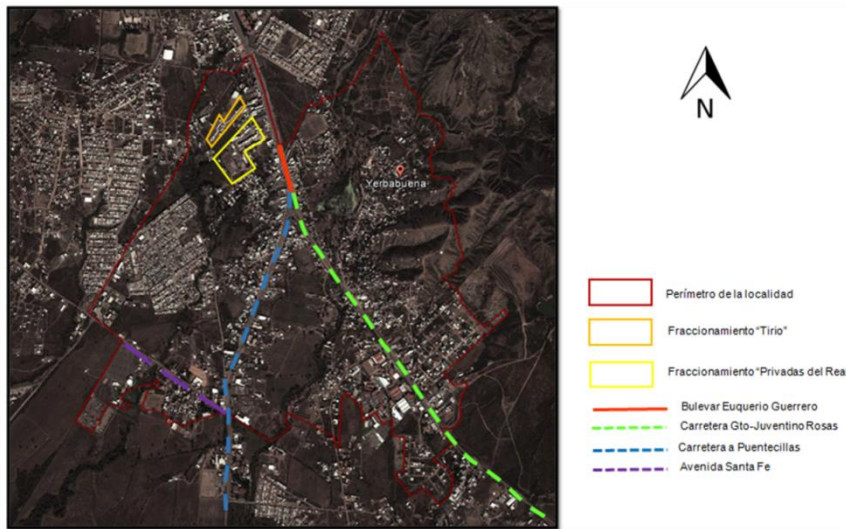 Yerbabuena
N
Perímetro de la localidad
Fraccionamiento "Tirio"
Fraccionamiento "Privadas del Rea
Bulevar Euquerio Guerrero
Carretera Gto-Juventino Rosas
Carretera a Puentecillas
Avenida Santa Fe